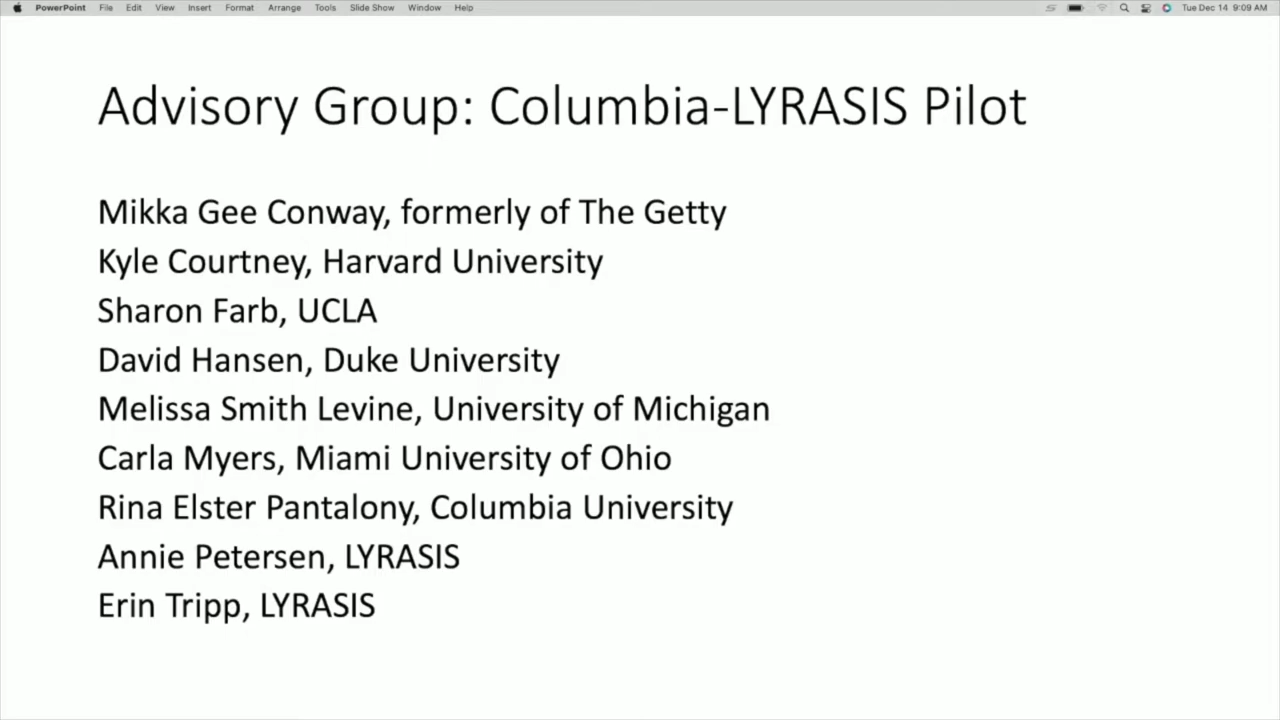 PowerPoint File Edit View Insert Format Arrange Tools Slide Show Window Help Tue Dec 14 9:09 AM
Advisory Group: Columbia-LYRASIS Pilot
Mikka Gee Conway, formerly of The Getty
Kyle Courtney, Harvard University
Sharon Farb, UCLA
David Hansen, Duke University
Melissa Smith Levine, University of Michigan
Carla Myers, Miami University of Ohio
Rina Elster Pantalony, Columbia University
Annie Petersen, LYRASIS
Erin Tripp, LYRASIS